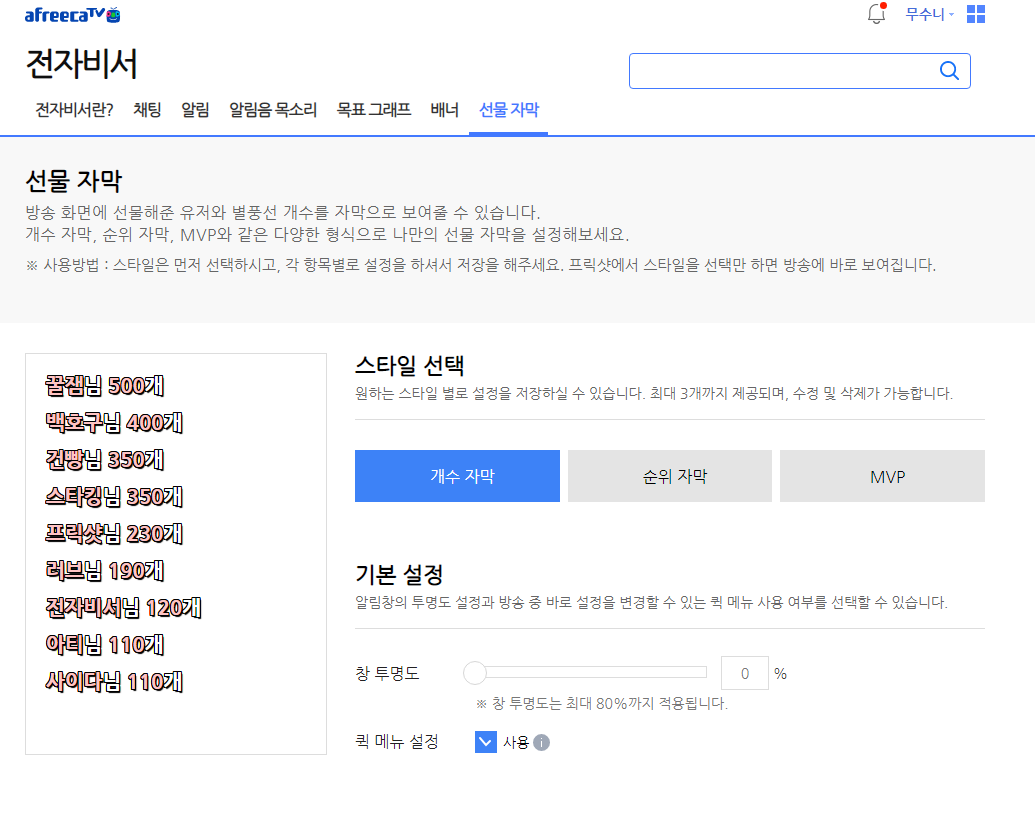 afreecaTV
무수니
전자비서
전자비서란? 채팅 알림 알림음 목소리 목표 그래프 배너 선물 자막
선물 자막
방송 화면에 선물해준 유저와 별풍선 개수를 자막으로 보여줄 수 있습니다.
개수 자막, 순위 자막, MVP와 같은 다양한 형식으로 나만의 선물 자막을 설정해보세요.
※ 사용방법 : 스타일은 먼저 선택하시고, 각 항목별로 설정을 하셔서 저장을 해주세요. 프릭샷에서 스타일을 선택만 하면 방송에 바로 보여집니다.
꿀잼님 500개
백호구님 400개
건빵님 350개
스타킹님 350개
프릭샷님 230개
러브님 190개
전자비서님 120개
아티님 110개
사이다님 110개
스타일 선택
원하는 스타일 별로 설정을 저장하실 수 있습니다. 최대 3개까지 제공되며, 수정 및 삭제가 가능합니다.
개수 자막 순위 자막 MVP
기본 설정
알림창의 투명도 설정과 방송 중 바로 설정을 변경할 수 있는 퀵 메뉴 사용 여부를 선택할 수 있습니다.
창 투명도 0 %
※ 창 투명도는 최대 80%까지 적용됩니다.
퀵 메뉴 설정 사용